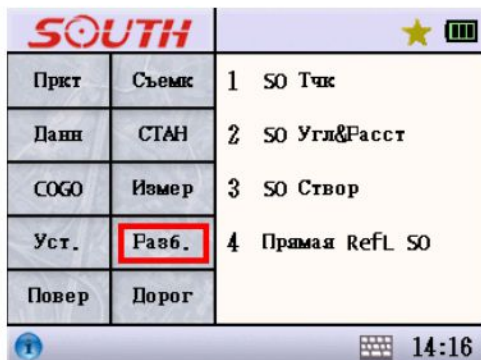 SOUTH
Пркт Съемк 1 SO Тчк
Данн СТАН 2 SO Угл&Расст
COGO Измер 3 SO Створ
Уст. Разб. 4 Прямая RefL SO
Повер Дорог
14:16